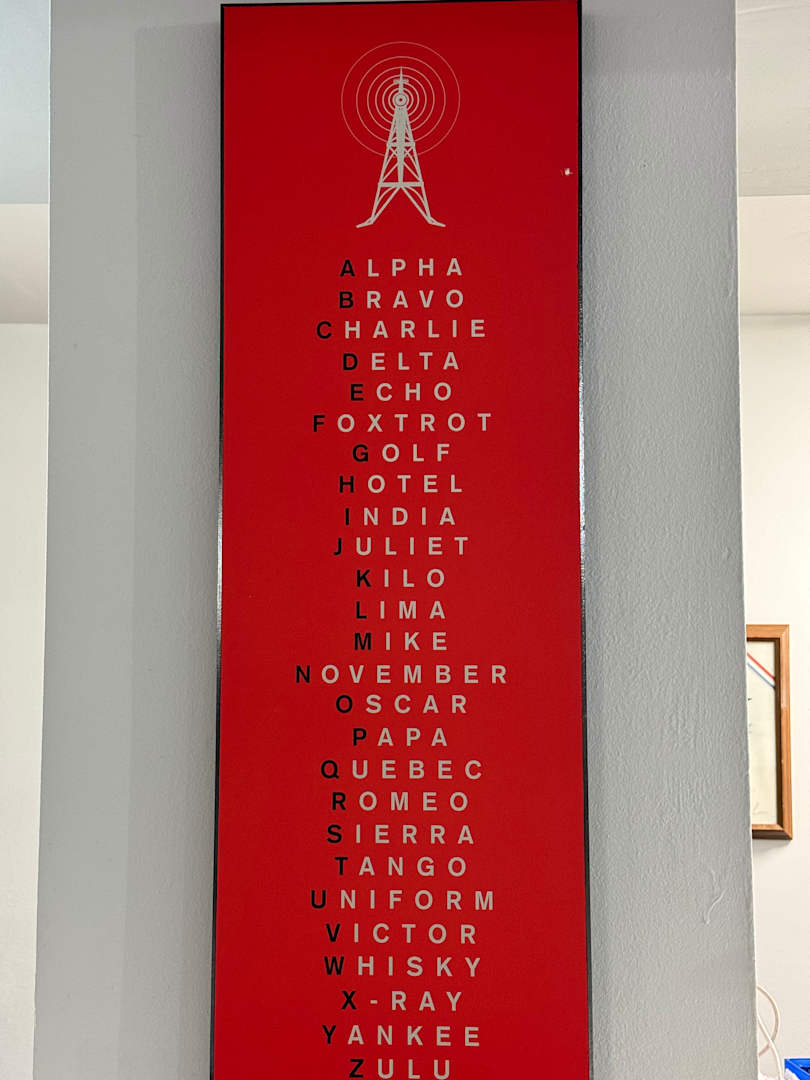 ALPHA
BRAVO
CHARLIE
DELTA
ECHO
FOXTROT
GOLF
HOTEL
INDIA
JULIET
KILO
LIMA
MIKE
NOVEMBER
OSCAR
PAPA
QUEBEC
ROMEO
SIERRA
TANGO
UNIFORM
VICTOR
WHISKY
X-RAY
YANKEE
ZULU